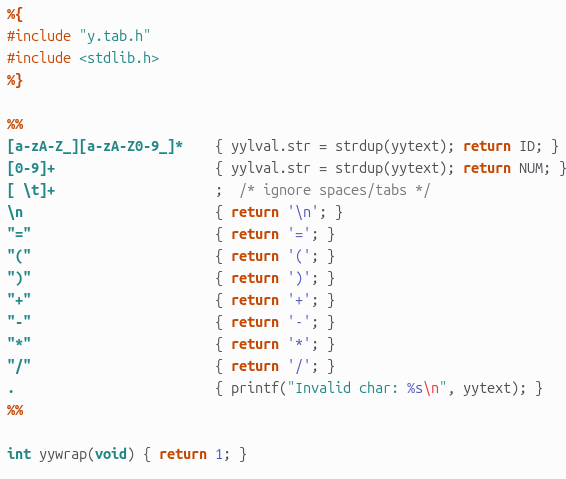 %{
#include "y.tab.h"
#include <stdlib.h>
%}

%%
[a-zA-Z_][a-zA-Z0-9_]*    { yylval.str = strdup(yytext); return ID; }
[0-9]+                    { yylval.str = strdup(yytext); return NUM; }
[ \t]+                    ;  /* ignore spaces/tabs */
\n                        { return '\n'; }
"="                       { return '='; }
"("                       { return '('; }
")"                       { return ')'; }
"+"                       { return '+'; }
"-"                       { return '-'; }
"*"                       { return '*'; }
"/"                       { return '/'; }
.                         { printf("Invalid char: %s\n", yytext); }
%%

int yywrap(void) { return 1; }